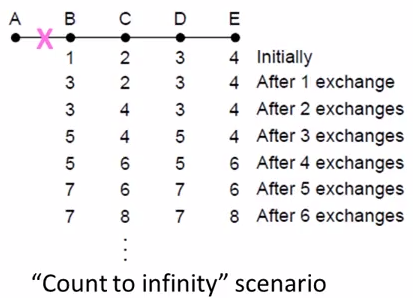 A B C D E
X
1 2 3 4 Initially
3 2 3 4 After 1 exchange
3 4 3 4 After 2 exchanges
5 4 5 4 After 3 exchanges
5 6 5 6 After 4 exchanges
7 6 7 6 After 5 exchanges
7 8 7 8 After 6 exchanges
⋮
“Count to infinity” scenario